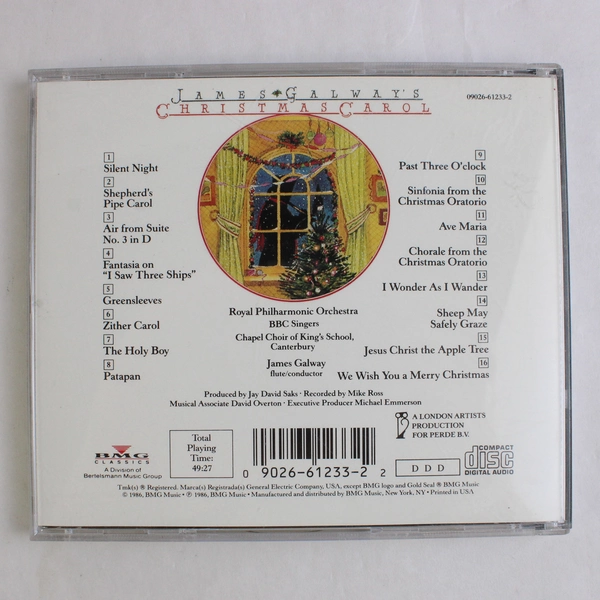 JAMES GALWAY'S
CHRISTMAS CAROL
09026-61233-2
1
Silent Night
2
Shepherd's
Pipe Carol
3
Air from Suite
No. 3 in D
4
Fantasia on
"I Saw Three Ships"
5
Greensleeves
6
Zither Carol
7
The Holy Boy
8
Patapan
9
Past Three O'clock
10
Sinfonia from the
Christmas Oratorio
11
Ave Maria
12
Chorale from the
Christmas Oratorio
13
I Wonder As I Wander
14
Sheep May
Safely Graze
15
Jesus Christ the Apple Tree
16
We Wish You a Merry Christmas
Royal Philharmonic Orchestra
BBC Singers
Chapel Choir of King's School,
Canterbury
James Galway
flute/conductor
Produced by Jay David Saks · Recorded by Mike Ross
Musical Associate David Overton · Executive Producer Michael Emmerson
A LONDON ARTISTS
PRODUCTION
FOR PERDE B.V.
BMG
CLASSICS
A Division of
Bertelsmann Music Group
Total
Playing
Time:
49:27
0 09026-61233-2 2
DDD
COMPACT
disc
DIGITAL AUDIO
Tmk(s) ® Registered. Marca(s) Registrada(s) General Electric Company, USA, except BMG logo and Gold Seal ® BMG Music
© 1986, BMG Music · ℗ 1986, BMG Music · Manufactured and distributed by BMG Music, New York, NY · Printed in USA